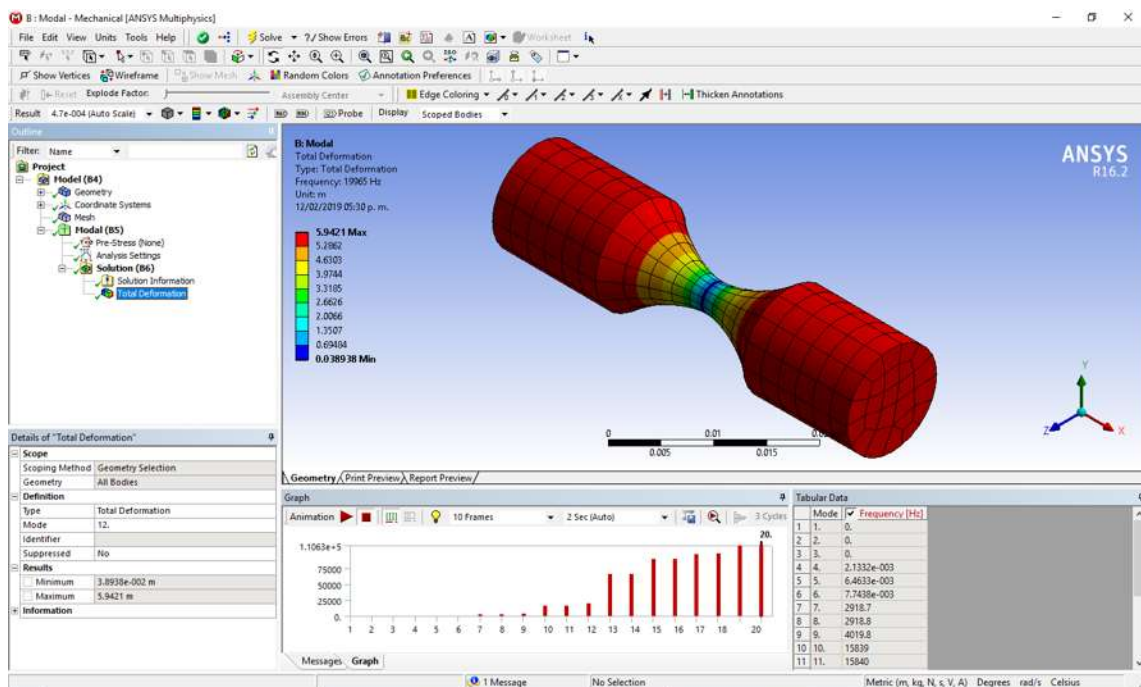 B : Modal - Mechanical [ANSYS Multiphysics]
File Edit View Units Tools Help Solve ?/ Show Errors Worksheet
Show Vertices Wireframe Show Mesh Random Colors Annotation Preferences
Reset Explode Factor: Assembly Center Edge Coloring Thicken Annotations
Result 4.7e-004 (Auto Scale) Probe Display Scoped Bodies
Outline
Filter: Name
Project
Model (B4)
Geometry
Coordinate Systems
Mesh
Modal (B5)
Pre-Stress (None)
Analysis Settings
Solution (B6)
Solution Information
Total Deformation
B: Modal
Total Deformation
Type: Total Deformation
Frequency: 19965 Hz
Unit: m
12/02/2019 05:30 p. m.
5.9421 Max
5.2862
4.6303
3.9744
3.3185
2.6626
2.0066
1.3507
0.69484
0.038938 Min
ANSYS
R16.2
Y
Z X
0 0.01
0.005 0.015
Geometry Print Preview Report Preview
Details of "Total Deformation"
Scope
Scoping Method Geometry Selection
Geometry All Bodies
Definition
Type Total Deformation
Mode 12.
Identifier
Suppressed No
Results
Minimum 3.8938e-002 m
Maximum 5.9421 m
Information
Graph
Animation 10 Frames 2 Sec (Auto) 3 Cycles
20.
1.1063e+5
75000
50000
25000
0.
1 2 3 4 5 6 7 8 9 10 11 12 13 14 15 16 17 18 20
Messages Graph
Tabular Data
Mode Frequency [Hz]
1 1. 0.
2 2. 0.
3 3. 0.
4 4. 2.1332e-003
5 5. 6.4633e-003
6 6. 7.7438e-003
7 7. 2918.7
8 8. 2918.8
9 9. 4019.8
10 10. 15839
11 11. 15840
1 Message No Selection Metric (m, kg, N, s, V, A) Degrees rad/s Celsius